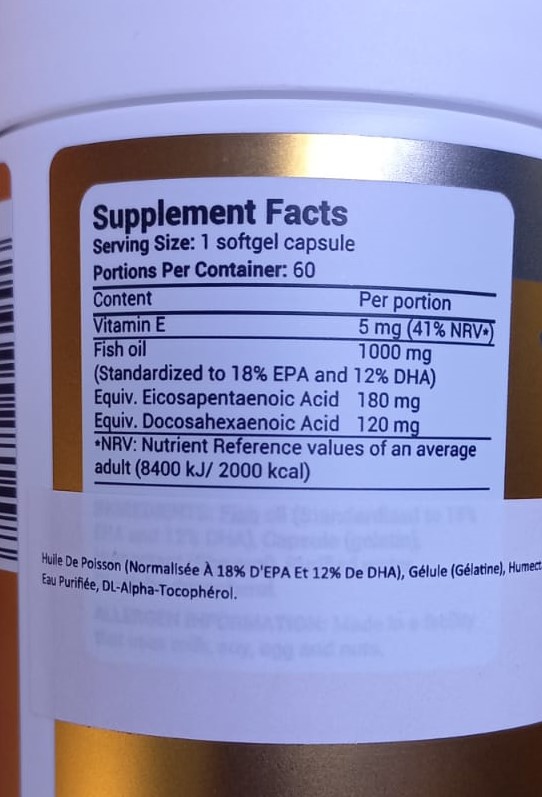 Supplement Facts
Serving Size: 1 softgel capsule
Portions Per Container: 60
Content Per portion
Vitamin E 5 mg (41% NRV*)
Fish oil 1000 mg
(Standardized to 18% EPA and 12% DHA)
Equiv. Eicosapentaenoic Acid 180 mg
Equiv. Docosahexaenoic Acid 120 mg
*NRV: Nutrient Reference values of an average
adult (8400 kJ/ 2000 kcal)
Huile De Poisson (Normalisée À 18% D'EPA Et 12% De DHA), Gélule (Gélatine), Humect
Eau Purifiée, DL-Alpha-Tocophérol.